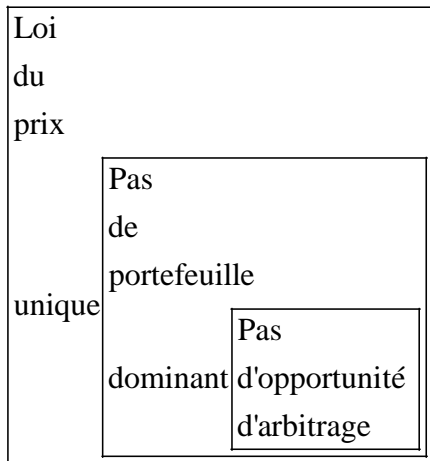 Loi
du
prix
unique
Pas
de
portefeuille
dominant
Pas
d'opportunité
d'arbitrage